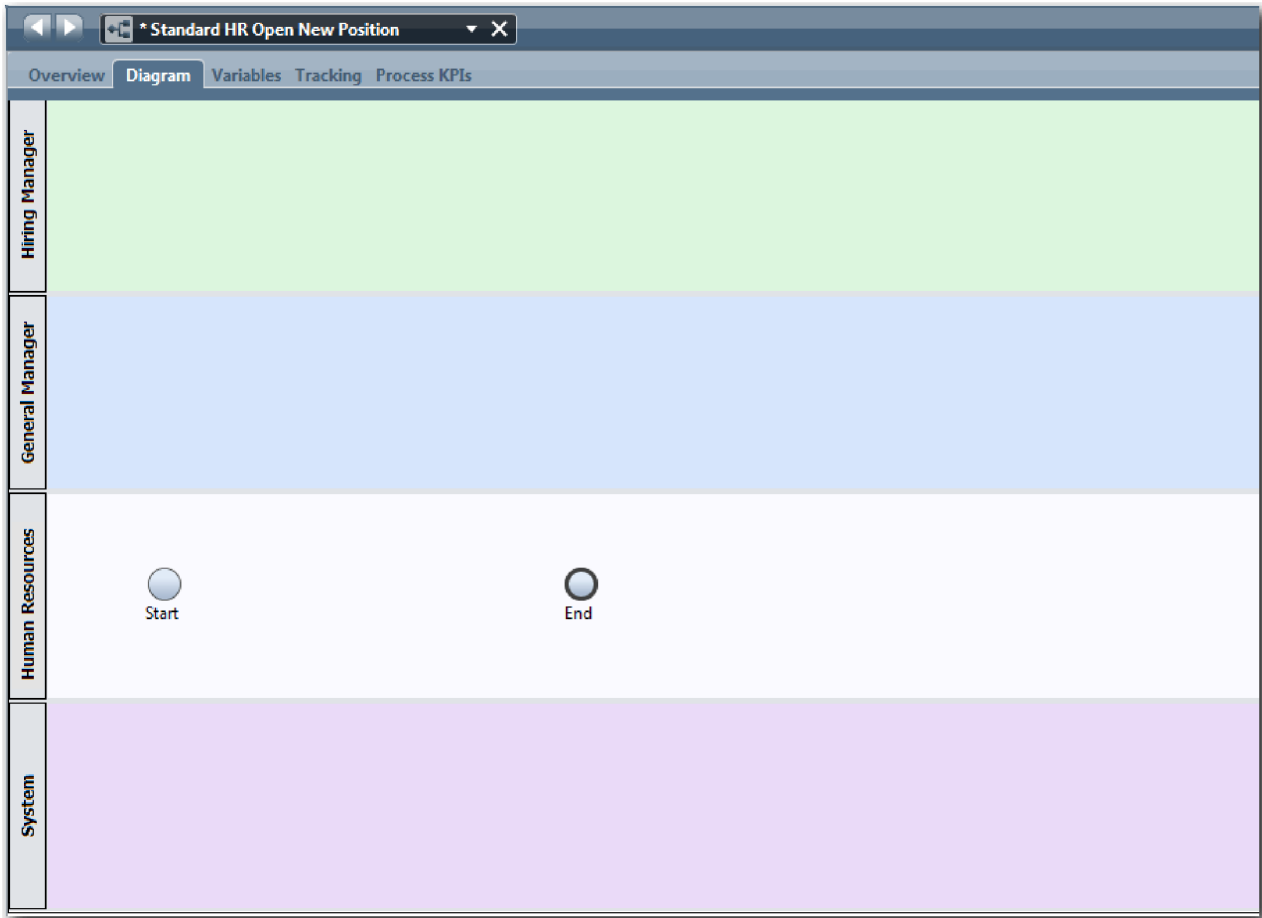 * Standard HR Open New Position
Overview Diagram Variables Tracking Process KPIs
Hiring Manager
General Manager
Human Resources
Start End
System